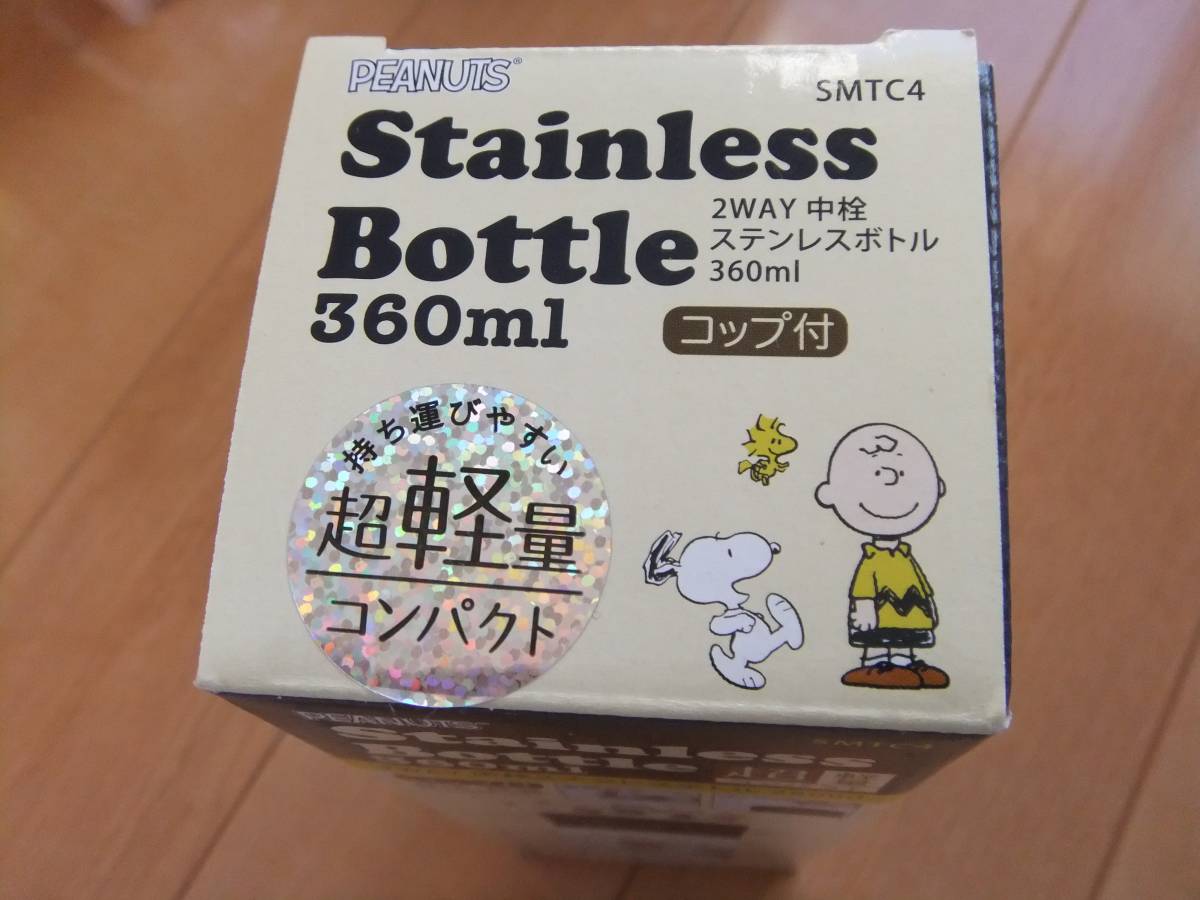 PEANUTS®
SMTC4
Stainless
Bottle
360ml
2WAY 中栓
ステンレスボトル
360ml
コップ付
持ち運びやすい
超軽量
コンパクト
PEANUTS
Stainless
Bottle
360ml
SMTC4